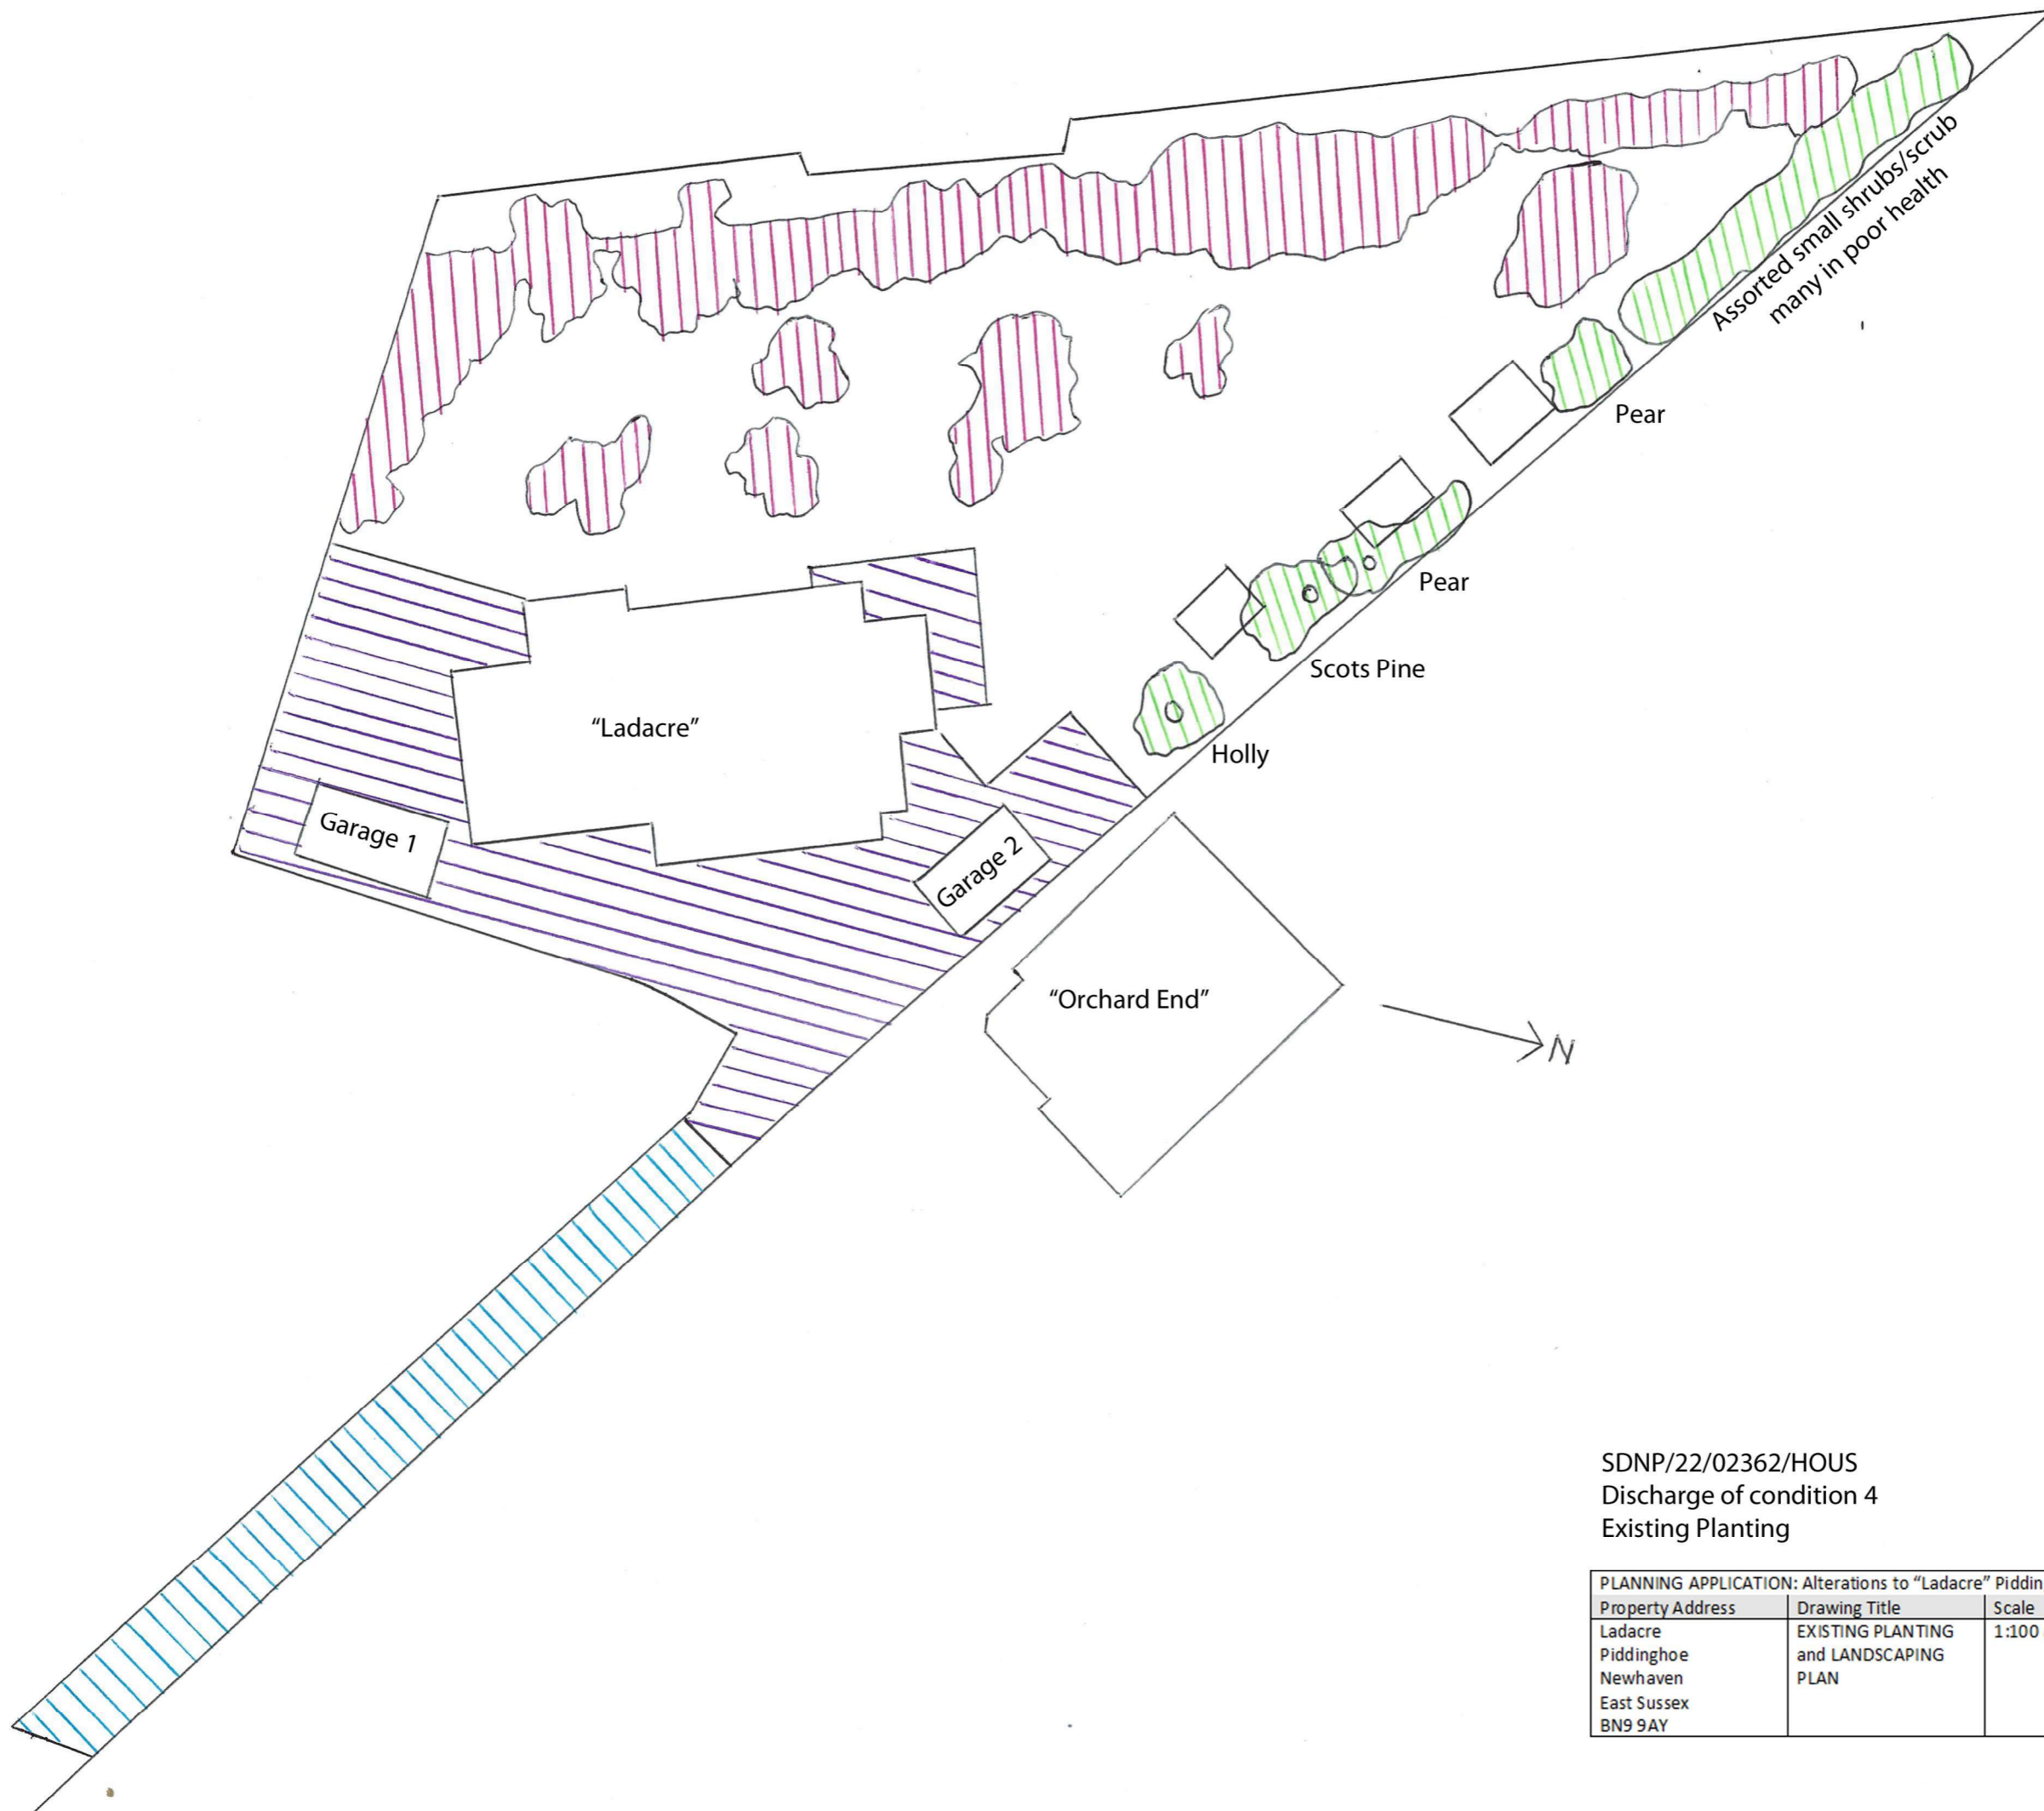 Assorted small shrubs/scrub
many in poor health
Pear
Pear
Scots Pine
Holly
“Ladacre”
Garage 1
Garage 2
“Orchard End”
N
SDNP/22/02362/HOUS
Discharge of condition 4
Existing Planting
PLANNING APPLICATION: Alterations to “Ladacre” Piddin
Property Address Drawing Title Scale
Ladacre EXISTING PLANTING 1:100
Piddinghoe and LANDSCAPING
Newhaven PLAN
East Sussex
BN9 9AY